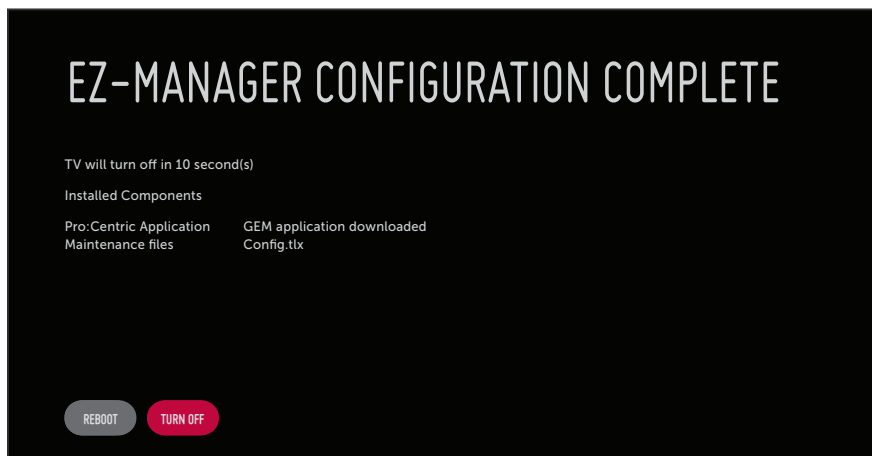 EZ-MANAGER CONFIGURATION COMPLETE
TV will turn off in 10 second(s)
Installed Components
Pro:Centric Application GEM application downloaded
Maintenance files Config.tlx
REBOOT TURN OFF